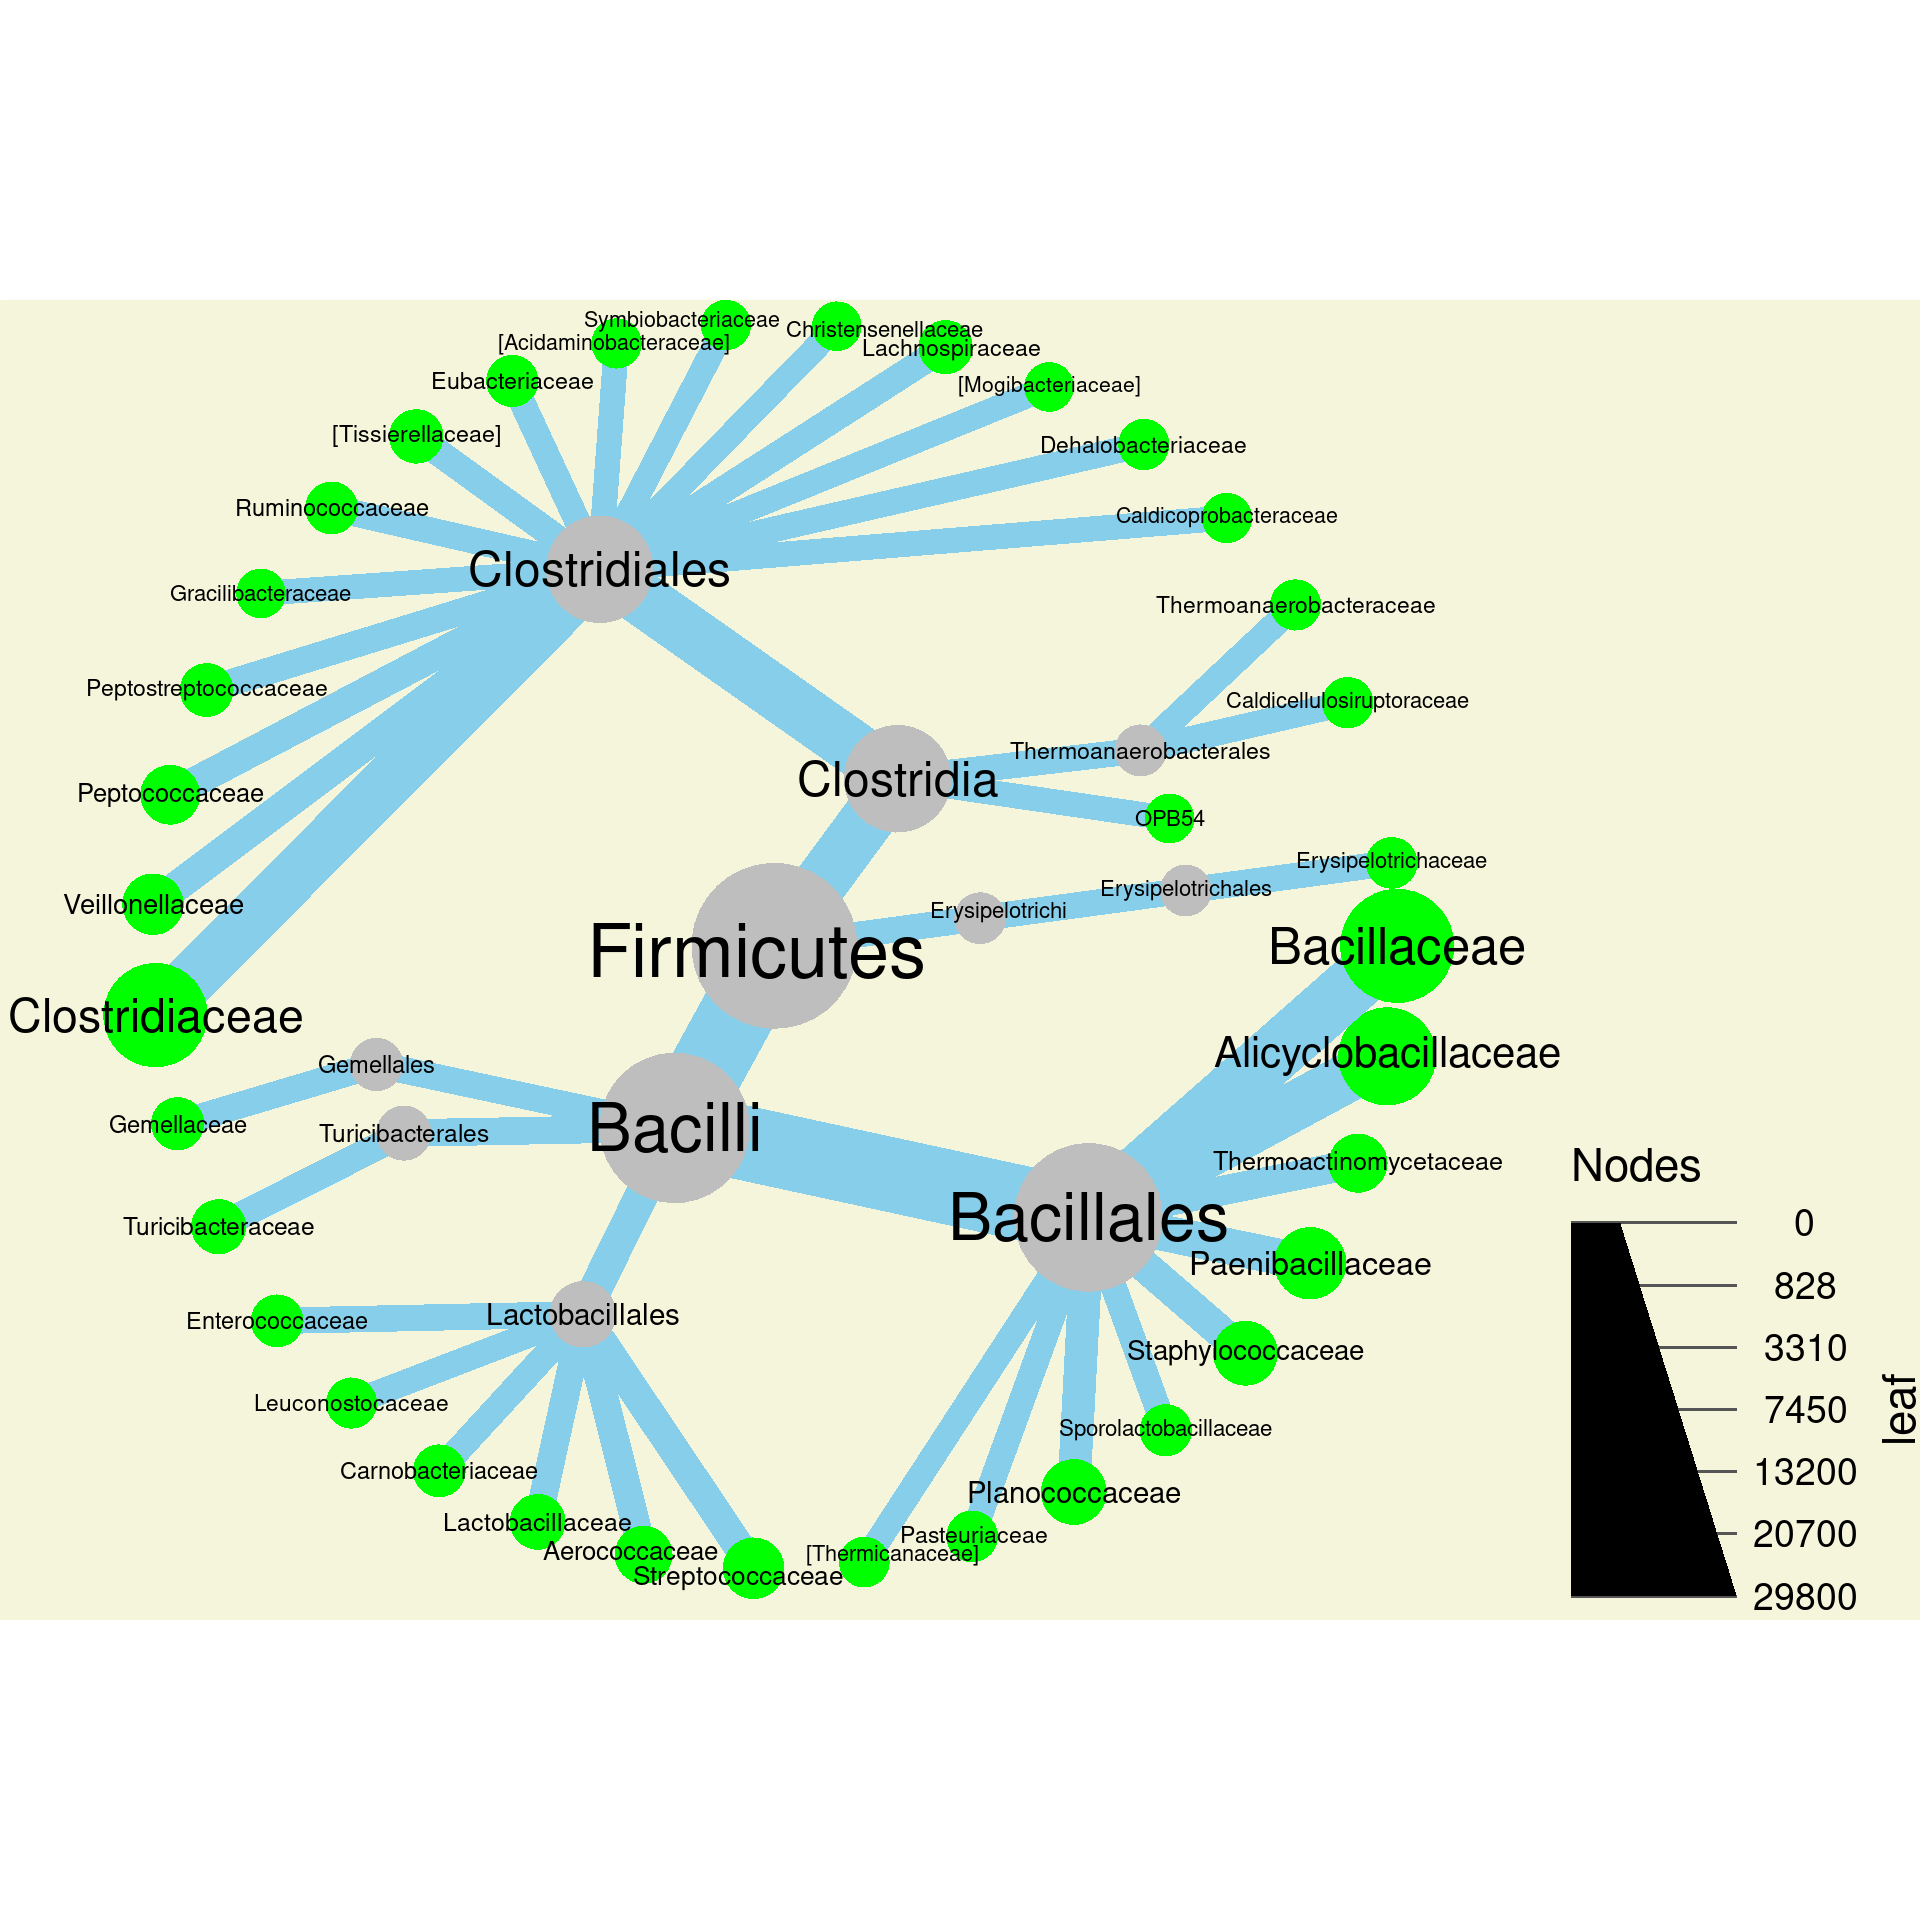 Symbiobacteriaceae
Christensenellaceae
[Acidaminobacteraceae]
Lachnospiraceae
Eubacteriaceae
[Mogibacteriaceae]
[Tissierellaceae]
Dehalobacteriaceae
Ruminococcaceae
Caldicoprobacteraceae
Clostridiales
Gracilibacteraceae
Thermoanaerobacteraceae
Peptostreptococcaceae
Caldicellulosiruptoraceae
Thermoanaerobacterales
Clostridia
Peptococcaceae
OPB54
Erysipelotrichaceae
Erysipelotrichales
Veillonellaceae
Erysipelotrichi
Firmicutes
Bacillaceae
Clostridiaceae
Alicyclobacillaceae
Gemellales
Gemellaceae
Turicibacterales
Bacilli
Thermoactinomycetaceae
Nodes
Turicibacteraceae
Bacillales
0
Paenibacillaceae
828
Lactobacillales
Enterococcaceae
Staphylococcaceae
3310
Leuconostocaceae
7450
leaf
Sporolactobacillaceae
Carnobacteriaceae
13200
Planococcaceae
Lactobacillaceae
Pasteuriaceae
20700
Aerococcaceae
[Thermicanaceae]
Streptococcaceae
29800